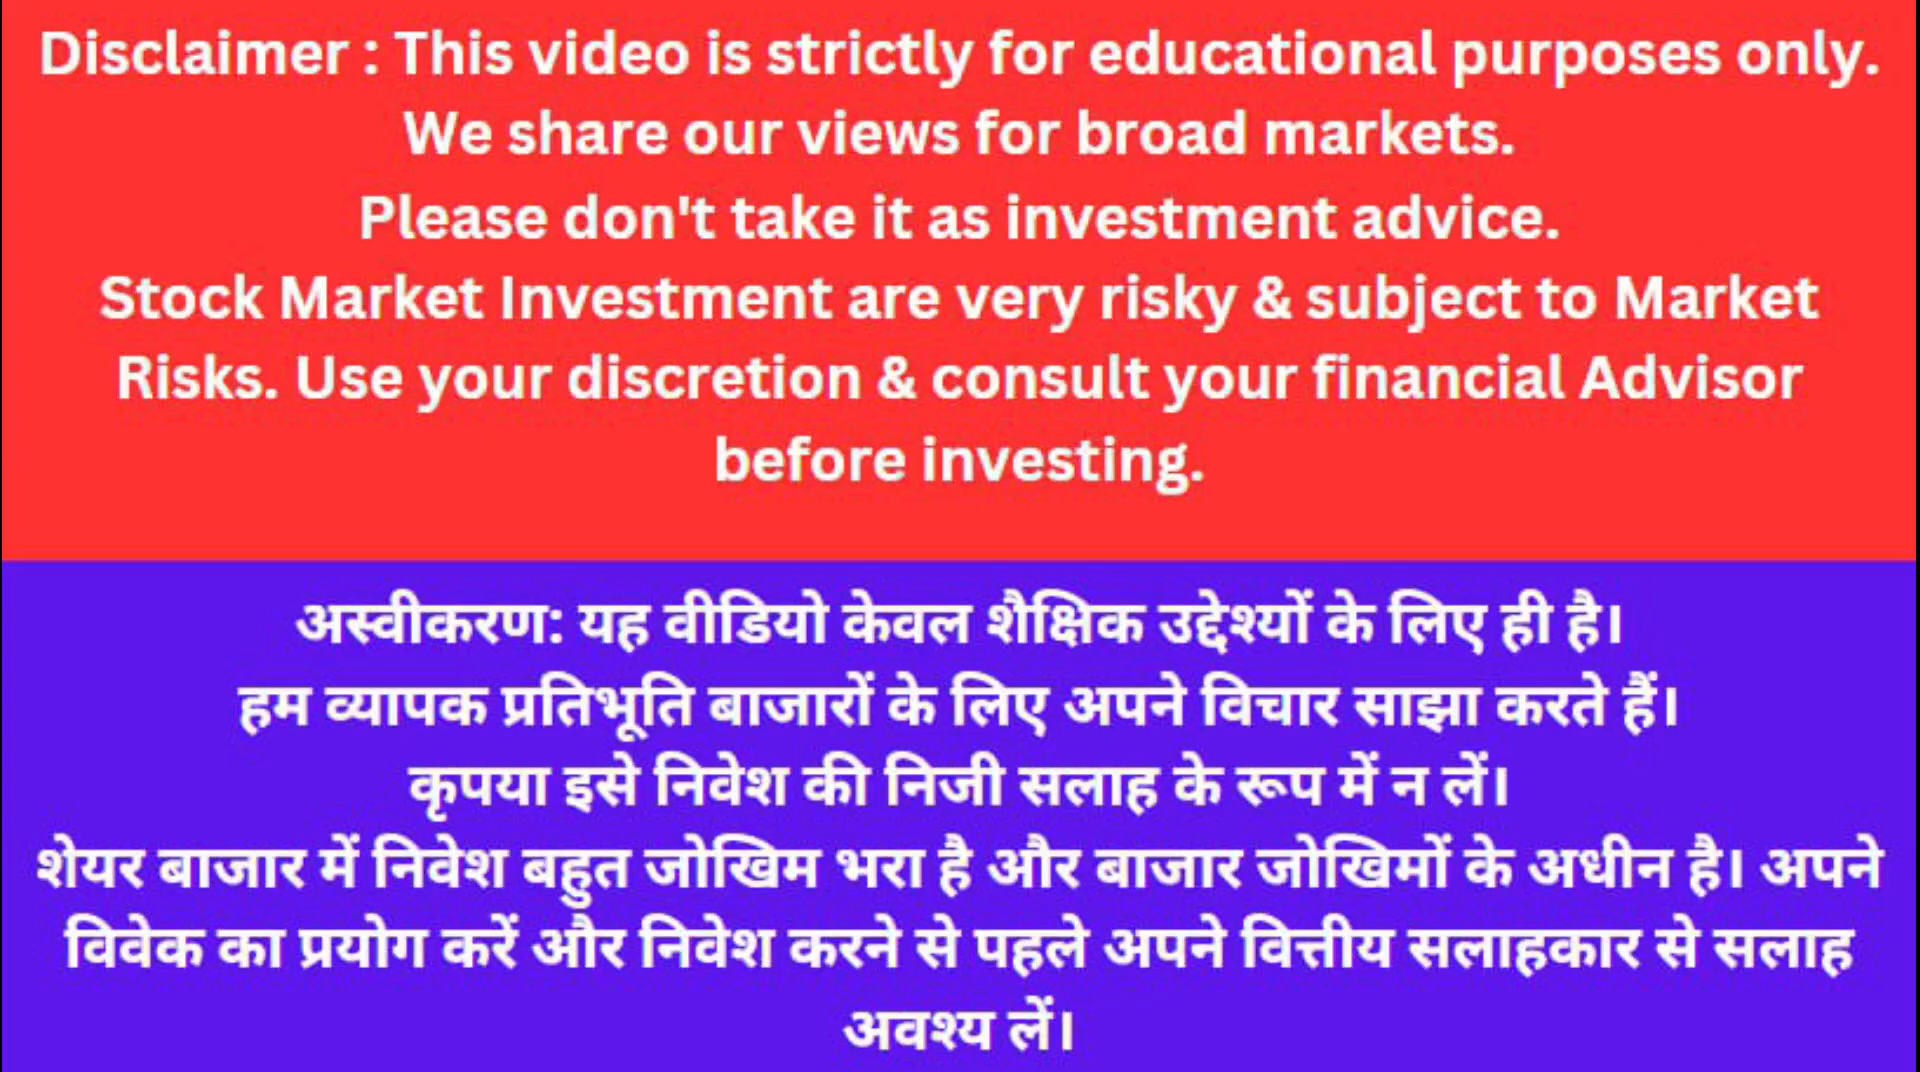 Disclaimer : This video is strictly for educational purposes only.
We share our views for broad markets.
Please don't take it as investment advice.
Stock Market Investment are very risky & subject to Market
Risks. Use your discretion & consult your financial Advisor
before investing.
अस्वीकरण: यह वीडियो केवल शैक्षिक उद्देश्यों के लिए ही है।
हम व्यापक प्रतिभूति बाजारों के लिए अपने विचार साझा करते हैं।
कृपया इसे निवेश की निजी सलाह के रूप में न लें।
शेयर बाजार में निवेश बहुत जोखिम भरा है और बाजार जोखिमों के अधीन है। अपने
विवेक का प्रयोग करें और निवेश करने से पहले अपने वित्तीय सलाहकार से सलाह
अवश्य लें।